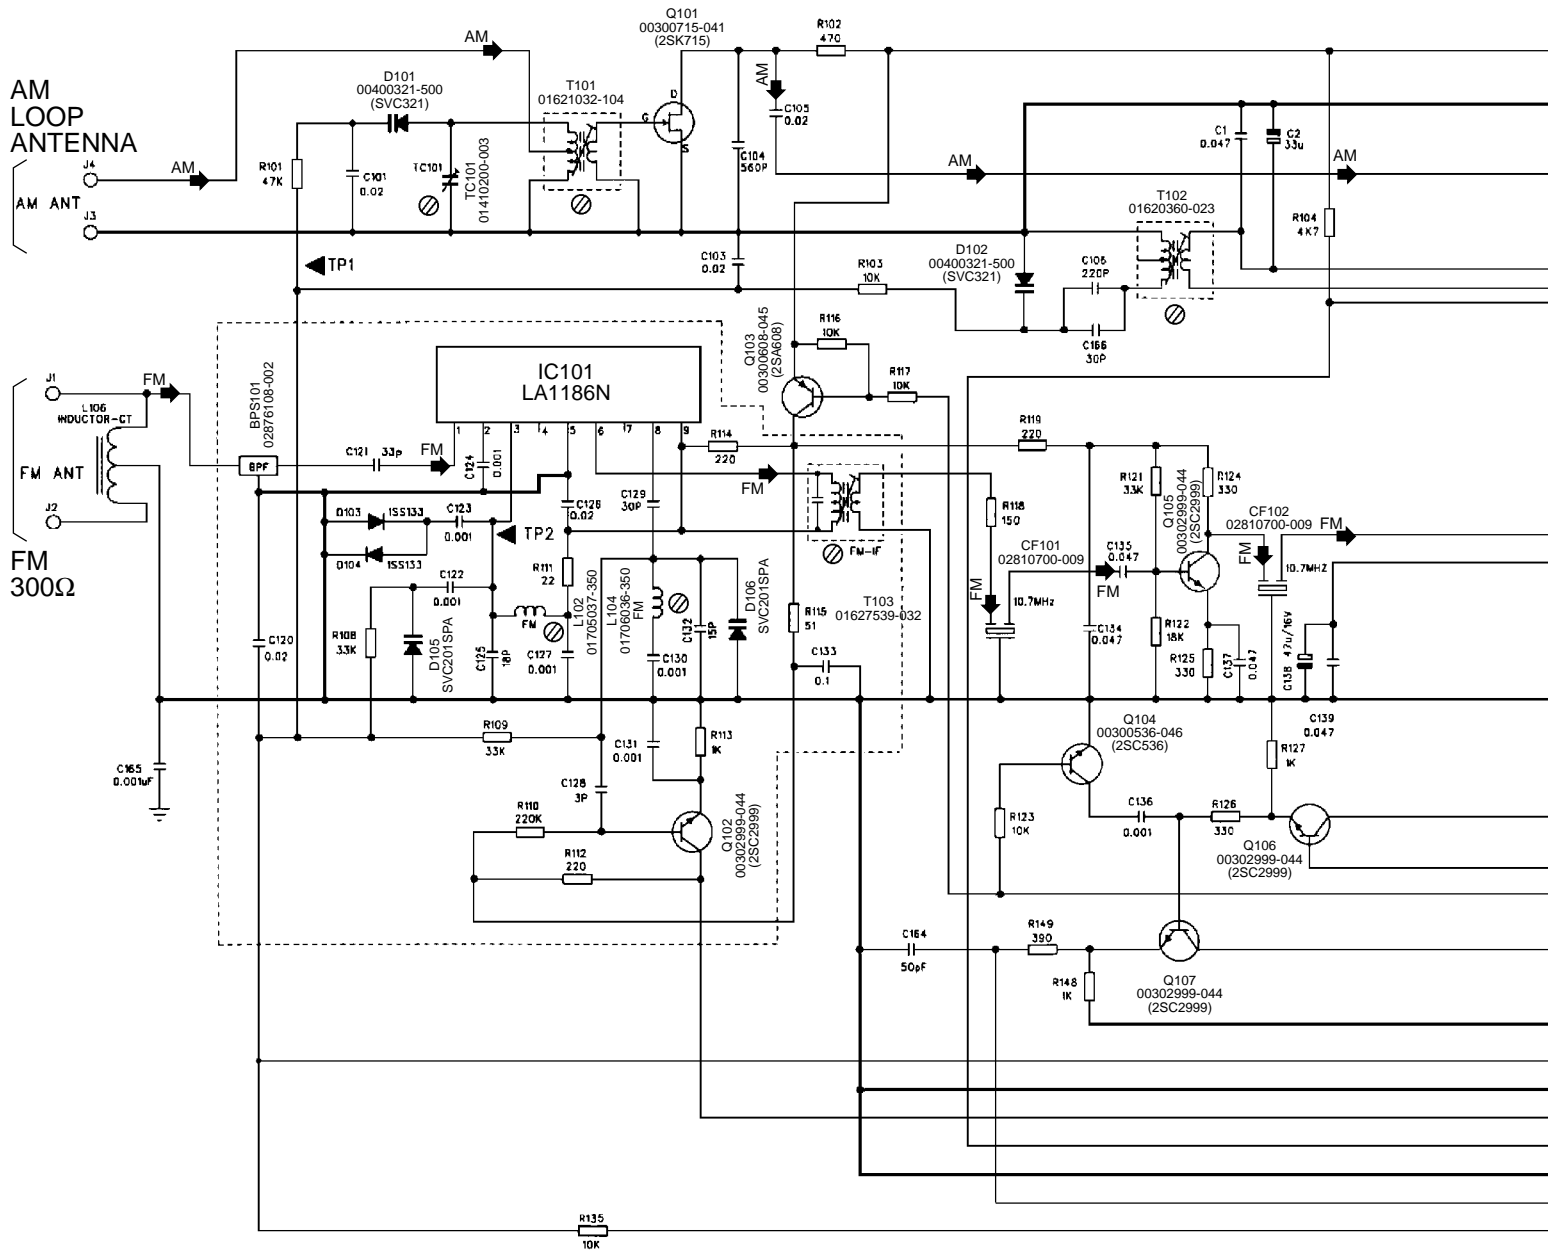 AM
LOOP
ANTENNA
J4
AM ANT
J3
AM
AM
R101
47K
D101
00400321-500
(SVC321)
C101
0.02
TC101
TC101
01410200-003
T101
01621032-104
Q101
00300715-041
(2SK715)
D
G
S
R102
470
AM
C105
0.02
C104
560P
C103
0.02
AM
C1
0.047
C2
33u
AM
T102
01620360-023
R104
4K7
TP1
R103
10K
D102
00400321-500
(SVC321)
C106
220P
C166
30P
J1
FM
L106
INDUCTOR-CT
FM ANT
J2
FM
300Ω
BPS101
02876108-002
BPF
IC101
LA1186N
1
2
3
4
5
6
7
8
9
C121
33P
FM
C124
0.001
Q103
00300608-045
(2SA608)
R116
10K
R117
10K
R114
220
R119
220
FM
D103
1SS133
C123
0.001
TP2
D104
1SS133
C126
0.02
C129
30P
FM-IF
T103
01627539-032
R118
150
FM
CF101
02810700-009
10.7MHz
FM
C135
0.047
R121
33K
Q105
00302999-044
(2SC2999)
R124
330
CF102
02810700-009
FM
FM
10.7MHZ
C122
0.001
R111
22
FM
L102
01705037-350
L104
01706036-350
FM
D106
SVC201SPA
R115
51
C120
0.02
R108
33K
D105
SVC201SPA
C125
18P
C127
0.001
C130
0.001
C132
15P
C133
0.1
C134
0.047
R122
18K
R125
330
C137
0.047
C138 47u/16V
C139
0.047
R109
33K
C131
0.001
R113
1K
C165
0.001uF
C128
3P
R110
220K
R112
220
Q102
00302999-044
(2SC2999)
Q104
00300536-046
(2SC536)
R127
1K
R123
10K
C136
0.001
R126
330
Q106
00302999-044
(2SC2999)
C164
50pF
R149
390
R148
1K
Q107
00302999-044
(2SC2999)
R135
10K